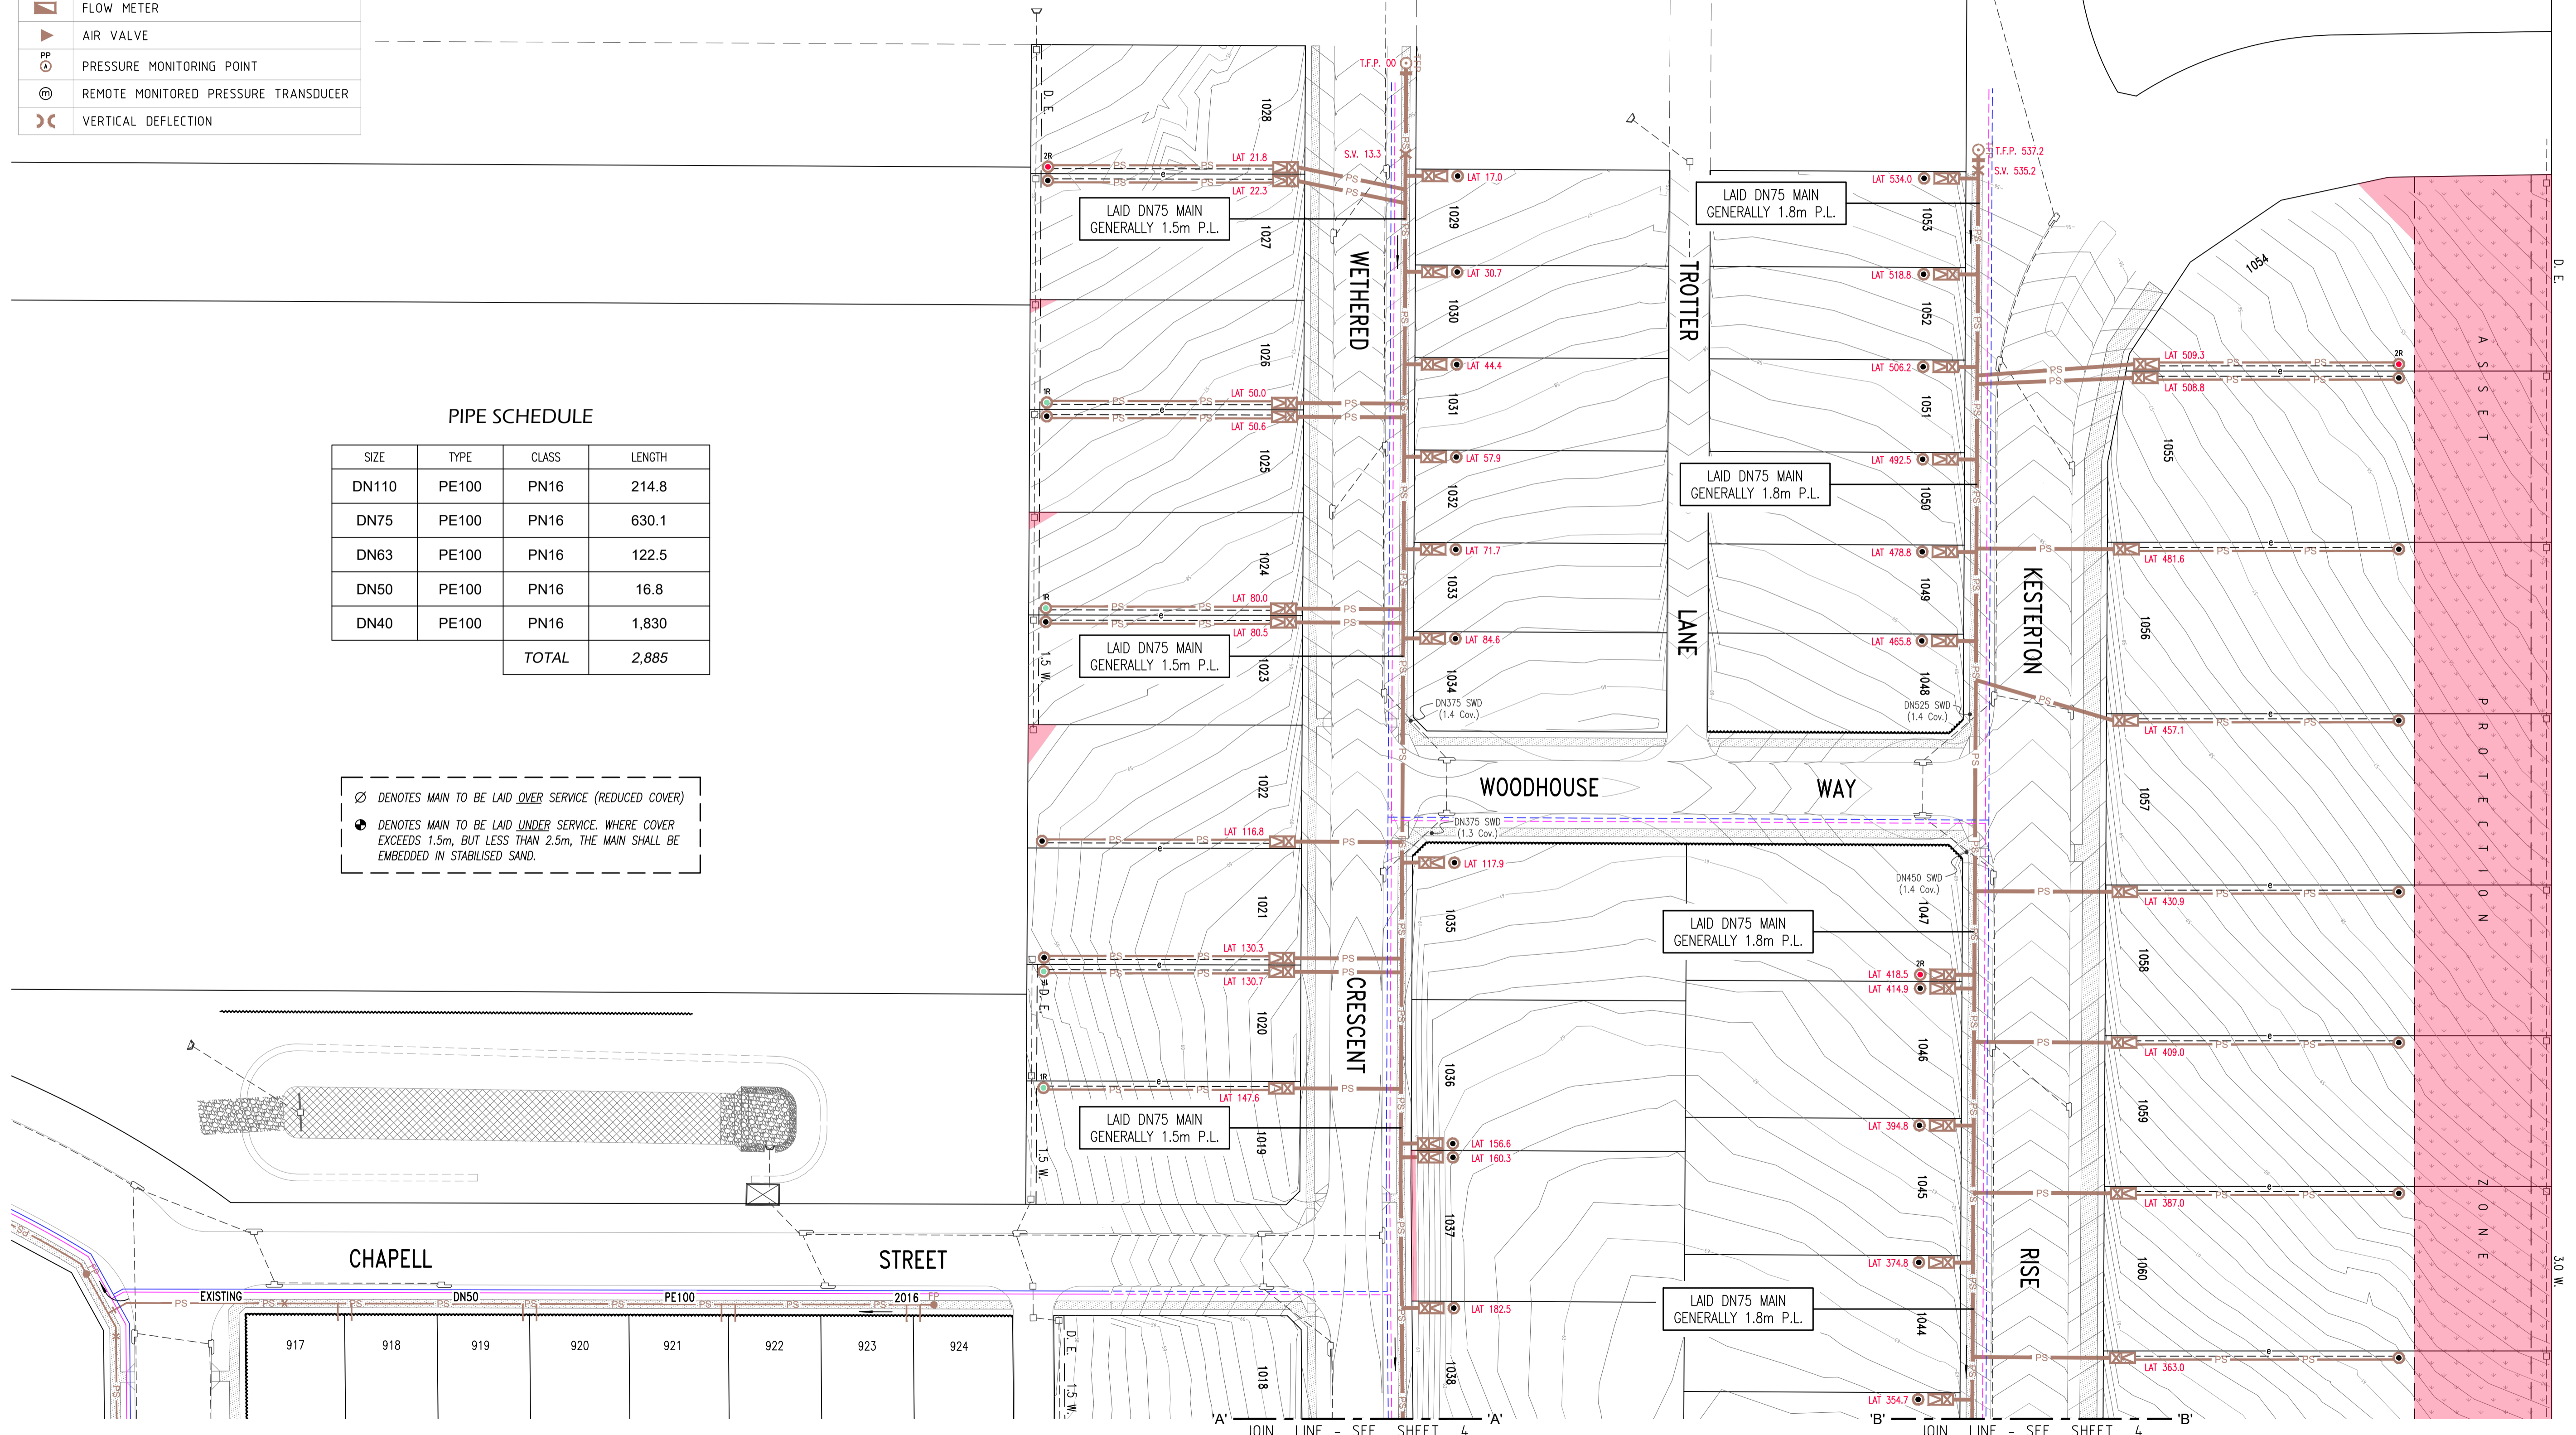 FLOW METER
AIR VALVE
PP
A
PRESSURE MONITORING POINT
m
REMOTE MONITORED PRESSURE TRANSDUCER
VERTICAL DEFLECTION
PIPE SCHEDULE
SIZE TYPE CLASS LENGTH
DN110 PE100 PN16 214.8
DN75 PE100 PN16 630.1
DN63 PE100 PN16 122.5
DN50 PE100 PN16 16.8
DN40 PE100 PN16 1,830
TOTAL 2,885
Ø DENOTES MAIN TO BE LAID OVER SERVICE (REDUCED COVER)
DENOTES MAIN TO BE LAID UNDER SERVICE. WHERE COVER
EXCEEDS 1.5m, BUT LESS THAN 2.5m, THE MAIN SHALL BE
EMBEDDED IN STABILISED SAND.
CHAPELL STREET
EXISTING DN50 PE100 2016
FP
FP
917 918 919 920 921 922 923 924
D. E.
1.5 W.
D. E.
1.5 W.
D. E.
1.5 W.
1028
1027
1026
1025
1024
1023
1022
1021
1020
1019
1018
2R
LAT 21.8
LAT 22.3
LAID DN75 MAIN
GENERALLY 1.5m P.L.
LAT 50.0
LAT 50.6
LAT 80.0
LAT 80.5
LAID DN75 MAIN
GENERALLY 1.5m P.L.
LAT 116.8
LAT 130.3
LAT 130.7
1R
LAT 147.6
LAID DN75 MAIN
GENERALLY 1.5m P.L.
WETHERED CRESCENT
T.F.P. 00
TFP
S.V. 13.3
LAT 17.0
LAT 30.7
LAT 44.4
LAT 57.9
LAT 71.7
LAT 84.6
DN375 SWD
(1.4 Cov.)
DN375 SWD
(1.3 Cov.)
LAT 117.9
LAT 156.6
LAT 160.3
LAT 182.5
1029
1030
1031
1032
1033
1034
1035
1036
1037
1038
TROTTER LANE
WOODHOUSE WAY
LAID DN75 MAIN
GENERALLY 1.8m P.L.
LAID DN75 MAIN
GENERALLY 1.8m P.L.
LAID DN75 MAIN
GENERALLY 1.8m P.L.
LAID DN75 MAIN
GENERALLY 1.8m P.L.
T.F.P. 537.2
S.V. 535.2
LAT 534.0
LAT 518.8
LAT 506.2
LAT 492.5
LAT 478.8
LAT 465.8
DN525 SWD
(1.4 Cov.)
DN450 SWD
(1.4 Cov.)
2R
LAT 418.5
LAT 414.9
LAT 394.8
LAT 374.8
LAT 354.7
1053
1052
1051
1050
1049
1048
1047
1046
1045
1044
KESTERTON RISE
2R
LAT 509.3
LAT 508.8
LAT 481.6
LAT 457.1
LAT 430.9
LAT 409.0
LAT 387.0
LAT 363.0
1054
1055
1056
1057
1058
1059
1060
ASSET PROTECTION ZONE
D. E.
3.0 W.
'A' 'A'
JOIN LINE - SEE SHEET 4
'B' 'B'
JOIN LINE - SEE SHEET 4